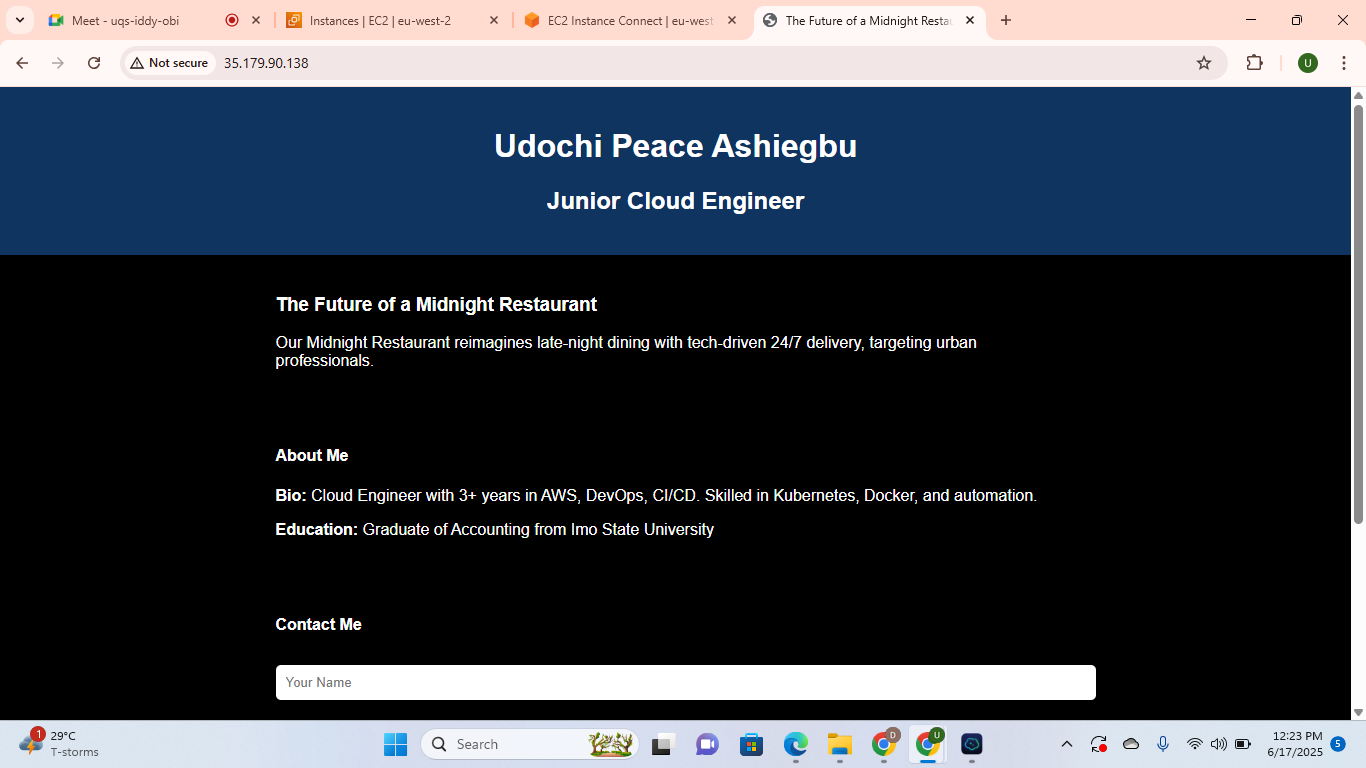 Meet - uqs-iddy-obi
Instances | EC2 | eu-west-2
EC2 Instance Connect | eu-west
The Future of a Midnight Restau
Not secure
35.179.90.138
U
Udochi Peace Ashiegbu
Junior Cloud Engineer
The Future of a Midnight Restaurant
Our Midnight Restaurant reimagines late-night dining with tech-driven 24/7 delivery, targeting urban
professionals.
About Me
Bio: Cloud Engineer with 3+ years in AWS, DevOps, CI/CD. Skilled in Kubernetes, Docker, and automation.
Education: Graduate of Accounting from Imo State University
Contact Me
Your Name
1
29°C
T-storms
Search
D
U
12:23 PM
6/17/2025
5